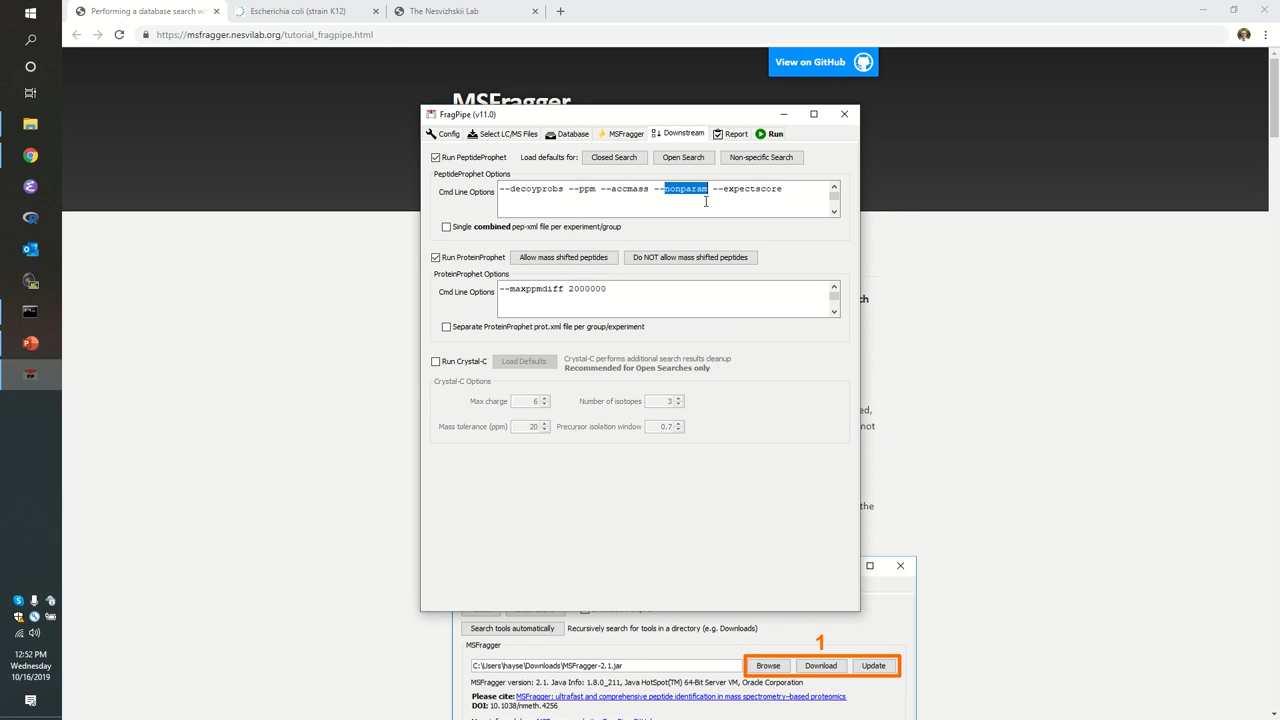 Performing a database search w
Escherichia coli (strain K12)
The Nesvizhskii Lab
https://msfragger.nesvilab.org/tutorial_fragpipe.html
View on GitHub
MSFragger
FragPipe (v11.0)
Config
Select LC/MS Files
Database
MSFragger
Downstream
Report
Run
Run PeptideProphet
Load defaults for:
Closed Search
Open Search
Non-specific Search
PeptideProphet Options
Cmd Line Options
--decoyprobs --ppm --accmass --nonparam --expectscore
Single combined pep-xml file per experiment/group
Run ProteinProphet
Allow mass shifted peptides
Do NOT allow mass shifted peptides
ProteinProphet Options
Cmd Line Options
--maxppmdiff 2000000
ch
Separate ProteinProphet prot.xml file per group/experiment
Run Crystal-C
Load Defaults
Crystal-C performs additional search results cleanup
Recommended for Open Searches only
Crystal-C Options
Max charge
6
Number of isotopes
3
ed,
Mass tolerance (ppm)
20
Precursor isolation window
0.7
not
the
Search tools automatically
Recursively search for tools in a directory (e.g. Downloads)
1
MSFragger
C:\Users\hayse\Downloads\MSFragger-2.1.jar
Browse
Download
Update
MSFragger version: 2.1. Java Info: 1.8.0_211, Java HotSpot(TM) 64-Bit Server VM, Oracle Corporation
Please cite: MSFragger: ultrafast and comprehensive peptide identification in mass spectrometry–based proteomics
DOI: 10.1038/nmeth.4256
12:52 PM
Wednesday
10/16/2019